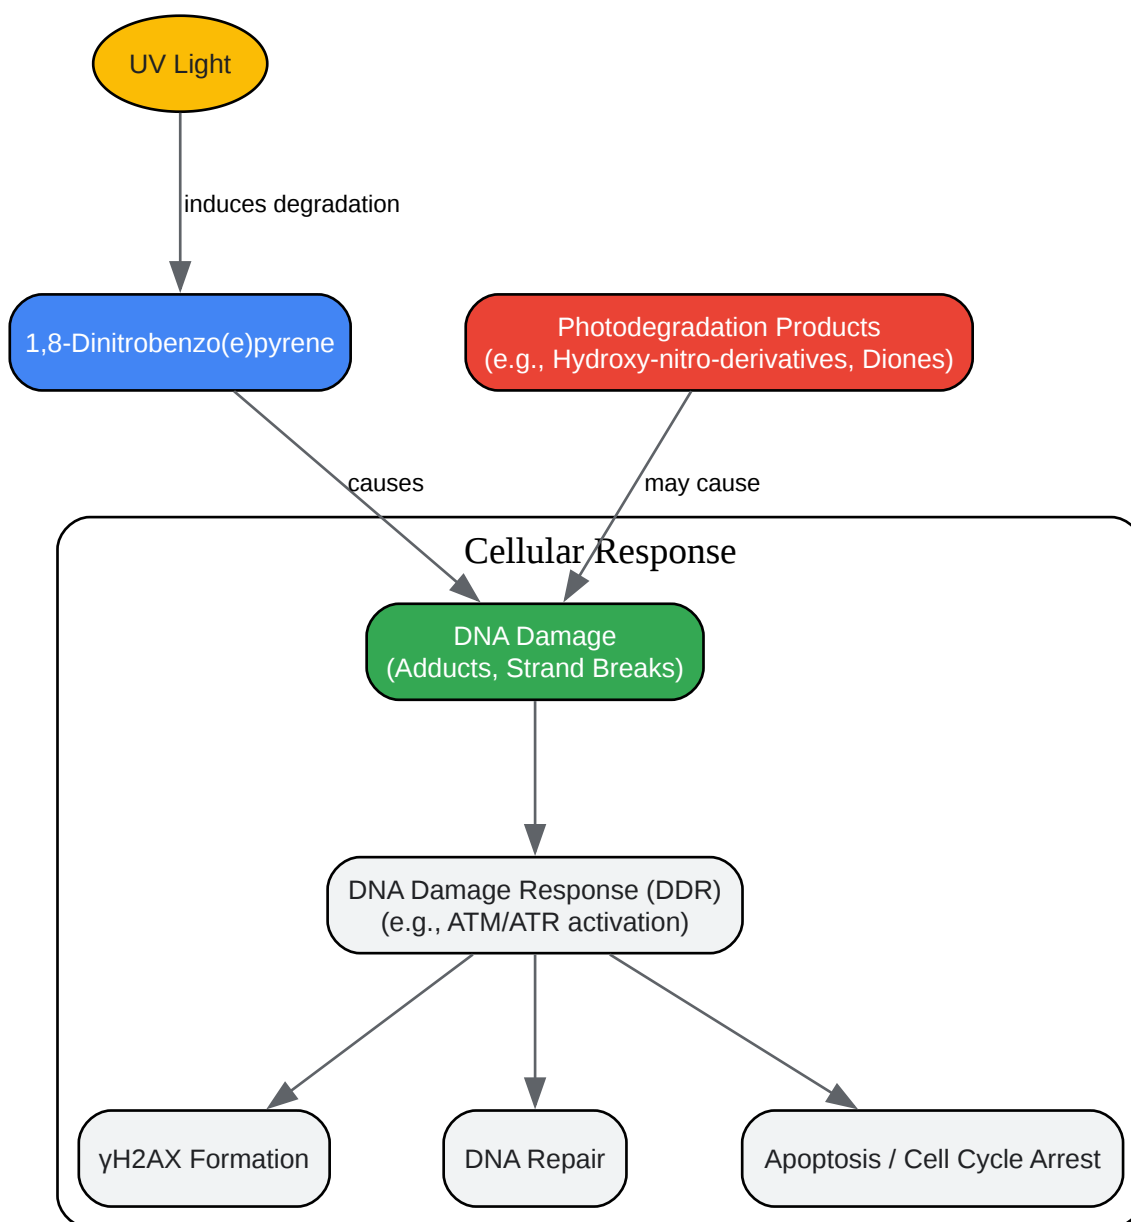 UV Light
induces degradation
1,8-Dinitrobenzo(e)pyrene
Photodegradation Products
(e.g., Hydroxy-nitro-derivatives, Diones)
causes
may cause
Cellular Response
DNA Damage
(Adducts, Strand Breaks)
DNA Damage Response (DDR)
(e.g., ATM/ATR activation)
γH2AX Formation
DNA Repair
Apoptosis / Cell Cycle Arrest